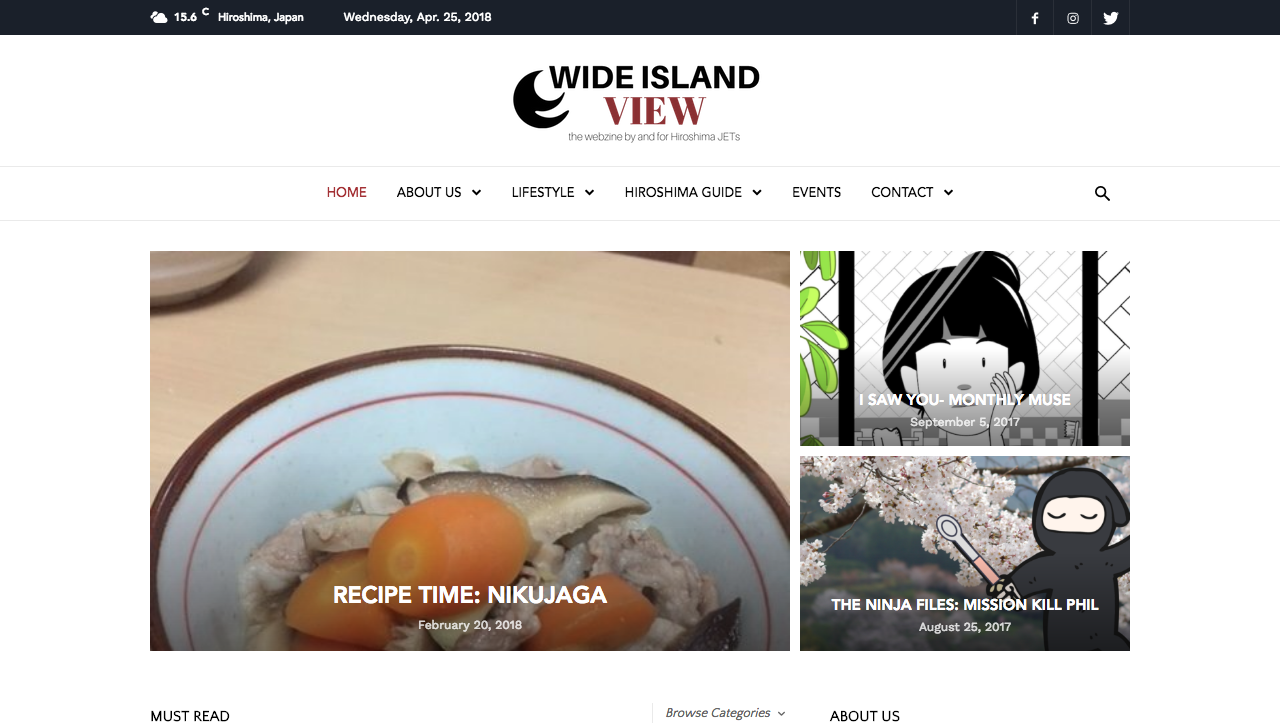 15.6 C Hiroshima, Japan Wednesday, Apr. 25, 2018
WIDE ISLAND
VIEW
the webzine by and for Hiroshima JETs
HOME ABOUT US LIFESTYLE HIROSHIMA GUIDE EVENTS CONTACT
I SAW YOU- MONTHLY MUSE
September 5, 2017
RECIPE TIME: NIKUJAGA
February 20, 2018
THE NINJA FILES: MISSION KILL PHIL
August 25, 2017
MUST READ
Browse Categories
ABOUT US